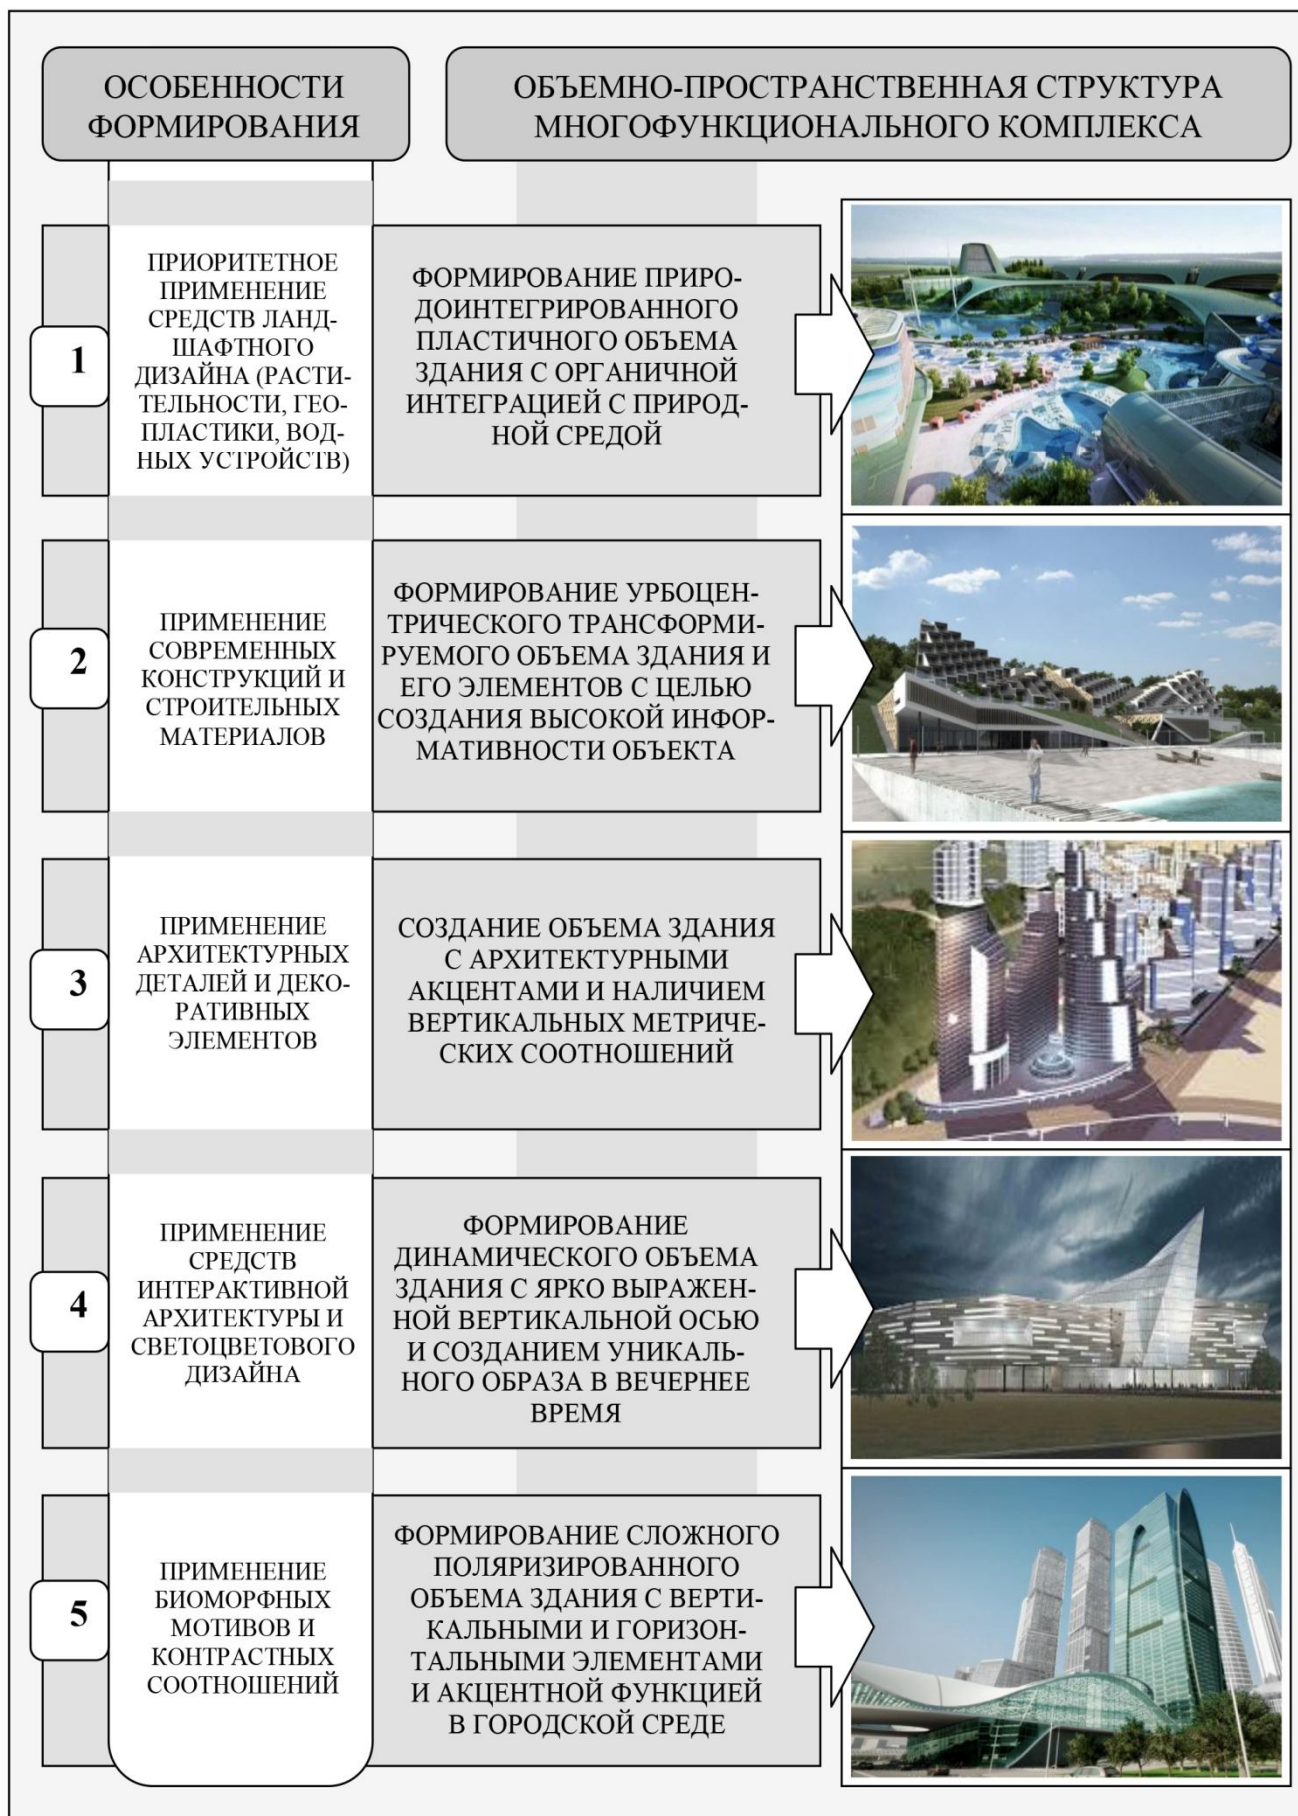 ОСОБЕННОСТИ
ФОРМИРОВАНИЯ
ОБЪЕМНО-ПРОСТРАНСТВЕННАЯ СТРУКТУРА
МНОГОФУНКЦИОНАЛЬНОГО КОМПЛЕКСА
1
ПРИОРИТЕТНОЕ
ПРИМЕНЕНИЕ
СРЕДСТВ ЛАНД-
ШАФТНОГО
ДИЗАЙНА (РАСТИ-
ТЕЛЬНОСТИ, ГЕО-
ПЛАСТИКИ, ВОД-
НЫХ УСТРОЙСТВ)
ФОРМИРОВАНИЕ ПРИРО-
ДОИНТЕГРИРОВАННОГО
ПЛАСТИЧНОГО ОБЪЕМА
ЗДАНИЯ С ОРГАНИЧНОЙ
ИНТЕГРАЦИЕЙ С ПРИРОД-
НОЙ СРЕДОЙ
2
ПРИМЕНЕНИЕ
СОВРЕМЕННЫХ
КОНСТРУКЦИЙ И
СТРОИТЕЛЬНЫХ
МАТЕРИАЛОВ
ФОРМИРОВАНИЕ УРБОЦЕН-
ТРИЧЕСКОГО ТРАНСФОРМИ-
РУЕМОГО ОБЪЕМА ЗДАНИЯ И
ЕГО ЭЛЕМЕНТОВ С ЦЕЛЬЮ
СОЗДАНИЯ ВЫСОКОЙ ИНФОР-
МАТИВНОСТИ ОБЪЕКТА
3
ПРИМЕНЕНИЕ
АРХИТЕКТУРНЫХ
ДЕТАЛЕЙ И ДЕКО-
РАТИВНЫХ
ЭЛЕМЕНТОВ
СОЗДАНИЕ ОБЪЕМА ЗДАНИЯ
С АРХИТЕКТУРНЫМИ
АКЦЕНТАМИ И НАЛИЧИЕМ
ВЕРТИКАЛЬНЫХ МЕТРИЧЕ-
СКИХ СООТНОШЕНИЙ
4
ПРИМЕНЕНИЕ
СРЕДСТВ
ИНТЕРАКТИВНОЙ
АРХИТЕКТУРЫ И
СВЕТОЦВЕТОВОГО
ДИЗАЙНА
ФОРМИРОВАНИЕ
ДИНАМИЧЕСКОГО ОБЪЕМА
ЗДАНИЯ С ЯРКО ВЫРАЖЕН-
НОЙ ВЕРТИКАЛЬНОЙ ОСЬЮ
И СОЗДАНИЕМ УНИКАЛЬ-
НОГО ОБРАЗА В ВЕЧЕРНЕЕ
ВРЕМЯ
5
ПРИМЕНЕНИЕ
БИОМОРФНЫХ
МОТИВОВ И
КОНТРАСТНЫХ
СООТНОШЕНИЙ
ФОРМИРОВАНИЕ СЛОЖНОГО
ПОЛЯРИЗИРОВАННОГО
ОБЪЕМА ЗДАНИЯ С ВЕРТИ-
КАЛЬНЫМИ И ГОРИЗОН-
ТАЛЬНЫМИ ЭЛЕМЕНТАМИ
И АКЦЕНТНОЙ ФУНКЦИЕЙ
В ГОРОДСКОЙ СРЕДЕ